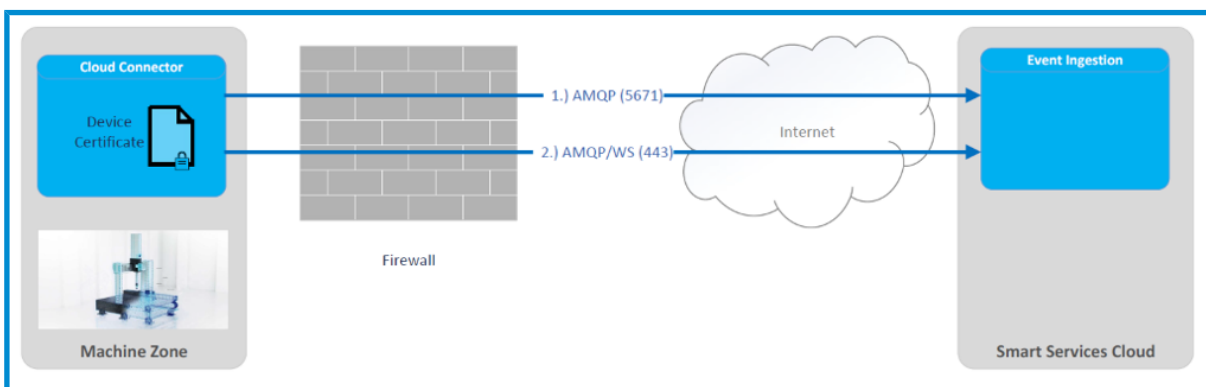 Cloud Connector
Device
Certificate
Machine Zone
Firewall
1.) AMQP (5671)
2.) AMQP/WS (443)
Internet
Event Ingestion
Smart Services Cloud